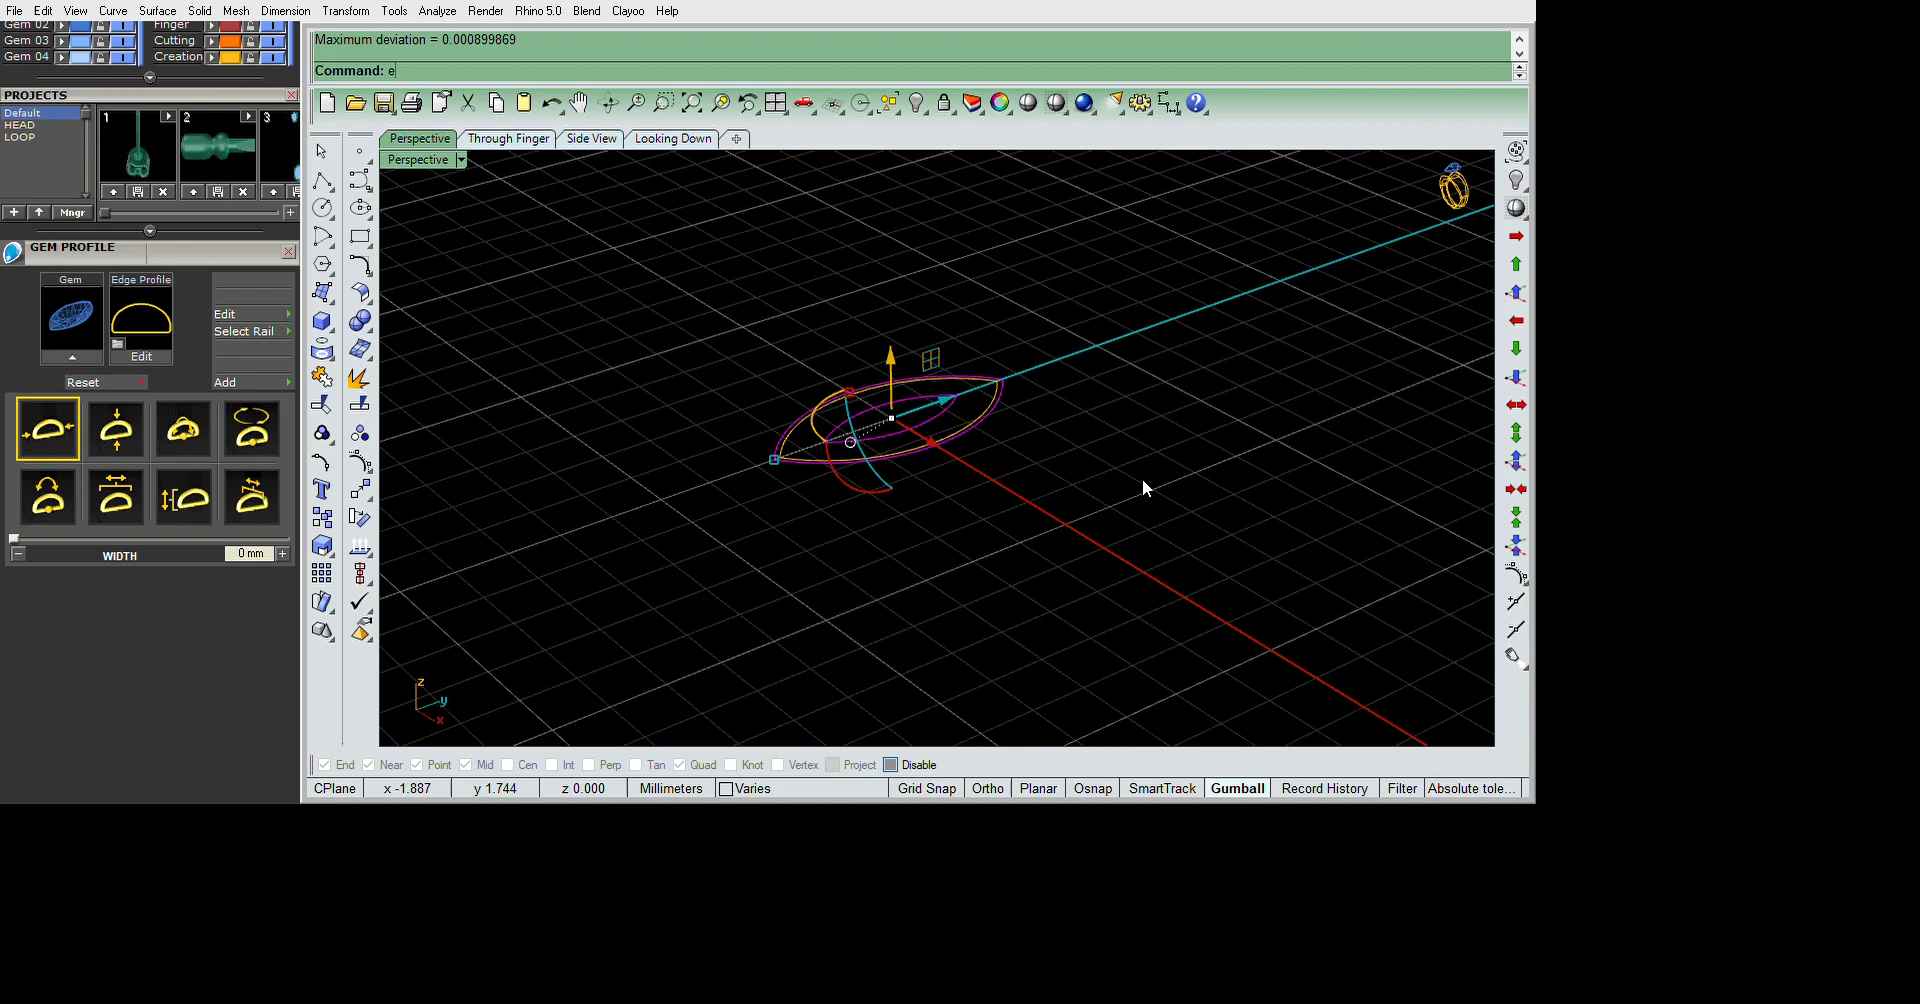 File Edit View Curve Surface Solid Mesh Dimension Transform Tools Analyze Render Rhino 5.0 Blend Clayoo Help
Gem 02 Finger
Gem 03 Cutting
Gem 04 Creation
Maximum deviation = 0.000899869
Command: e
PROJECTS
Default
HEAD
LOOP
1 2 3
Mngr
Perspective Through Finger Side View Looking Down
Perspective
GEM PROFILE
Gem Edge Profile
Edit
Select Rail
Edit
Reset Add
WIDTH 0 mm
z
y
x
End Near Point Mid Cen Int Perp Tan Quad Knot Vertex Project Disable
CPlane x -1.887 y 1.744 z 0.000 Millimeters Varies Grid Snap Ortho Planar Osnap SmartTrack Gumball Record History Filter Absolute tole...